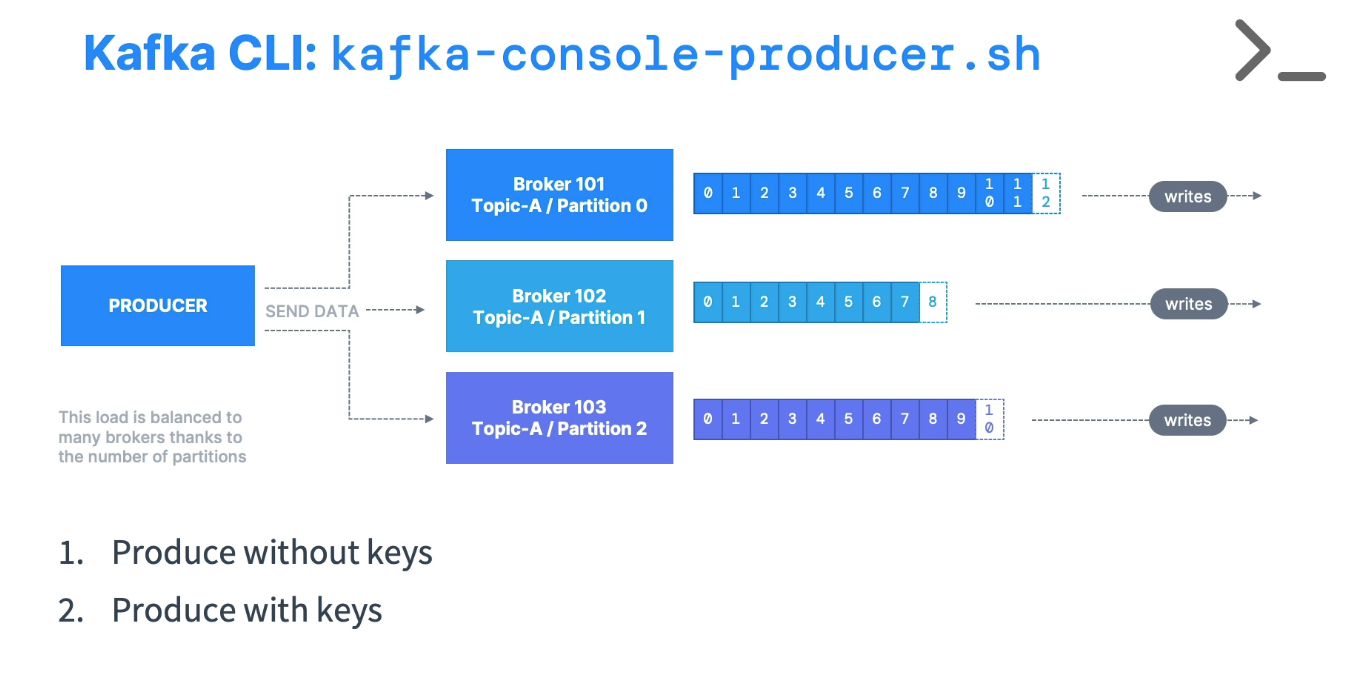 Kafka CLI: kafka-console-producer.sh
>_
Broker 101
Topic-A / Partition 0
0 1 2 3 4 5 6 7 8 9 10 11 12
writes
PRODUCER
SEND DATA
Broker 102
Topic-A / Partition 1
0 1 2 3 4 5 6 7 8
writes
Broker 103
Topic-A / Partition 2
0 1 2 3 4 5 6 7 8 9 10
writes
This load is balanced to
many brokers thanks to
the number of partitions
1. Produce without keys
2. Produce with keys